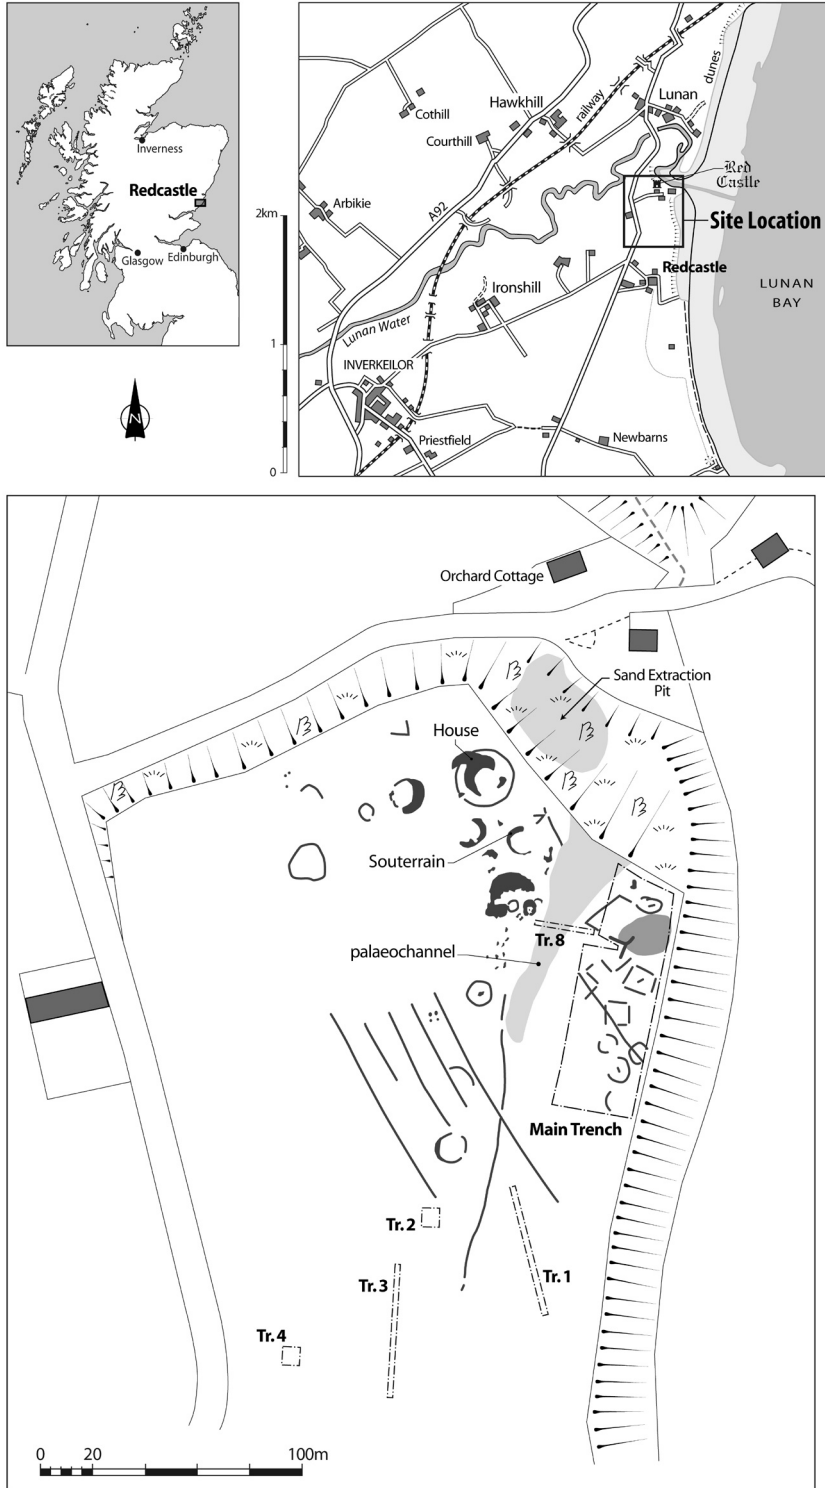 Inverness
Redcastle
Glasgow
Edinburgh
N
2km
1
0
dunes
Lunan
railway
Hawkhill
Cothill
Courthill
Red
Castle
Arbikie
A92
Site Location
Redcastle
LUNAN
BAY
Ironshill
Lunan Water
INVERKEILOR
Priestfield
Newbarns
Orchard Cottage
Sand Extraction
Pit
House
Souterrain
Tr. 8
palaeochannel
Main Trench
Tr. 2
Tr. 1
Tr. 3
Tr. 4
0 20 100m